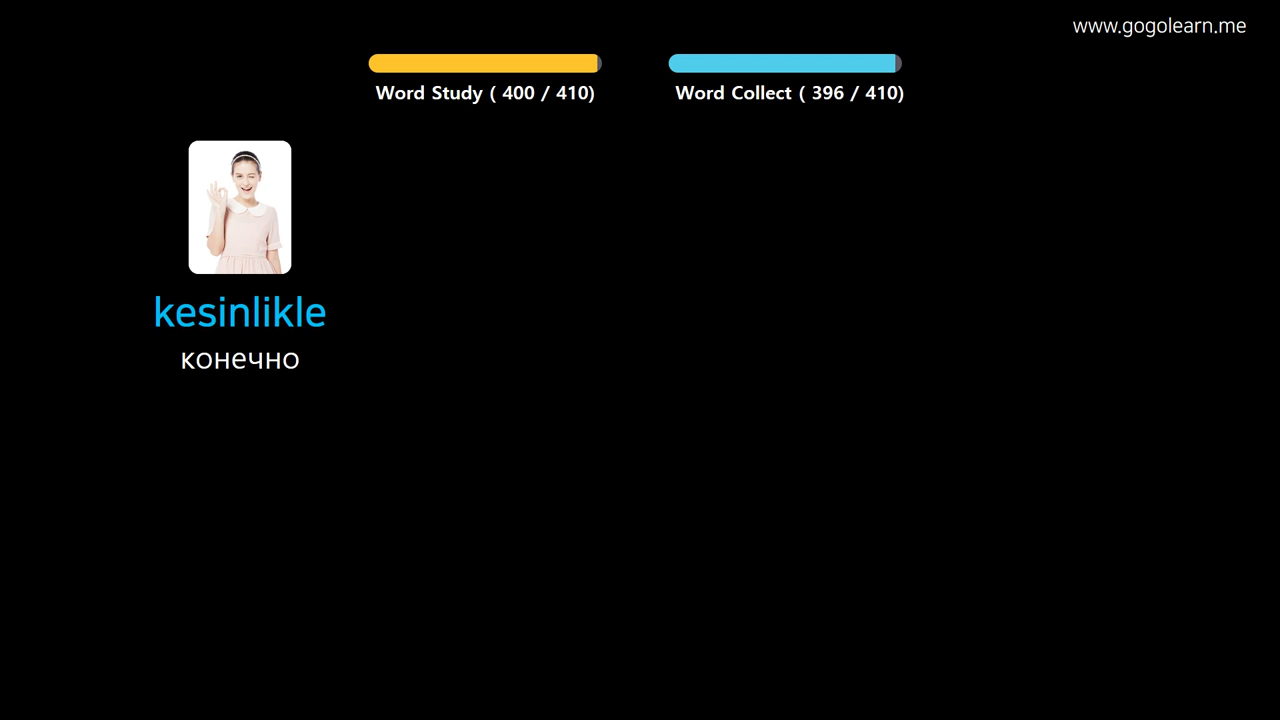 www.gogolearn.me
Word Study ( 400 / 410)
Word Collect ( 396 / 410)
kesinlikle
конечно